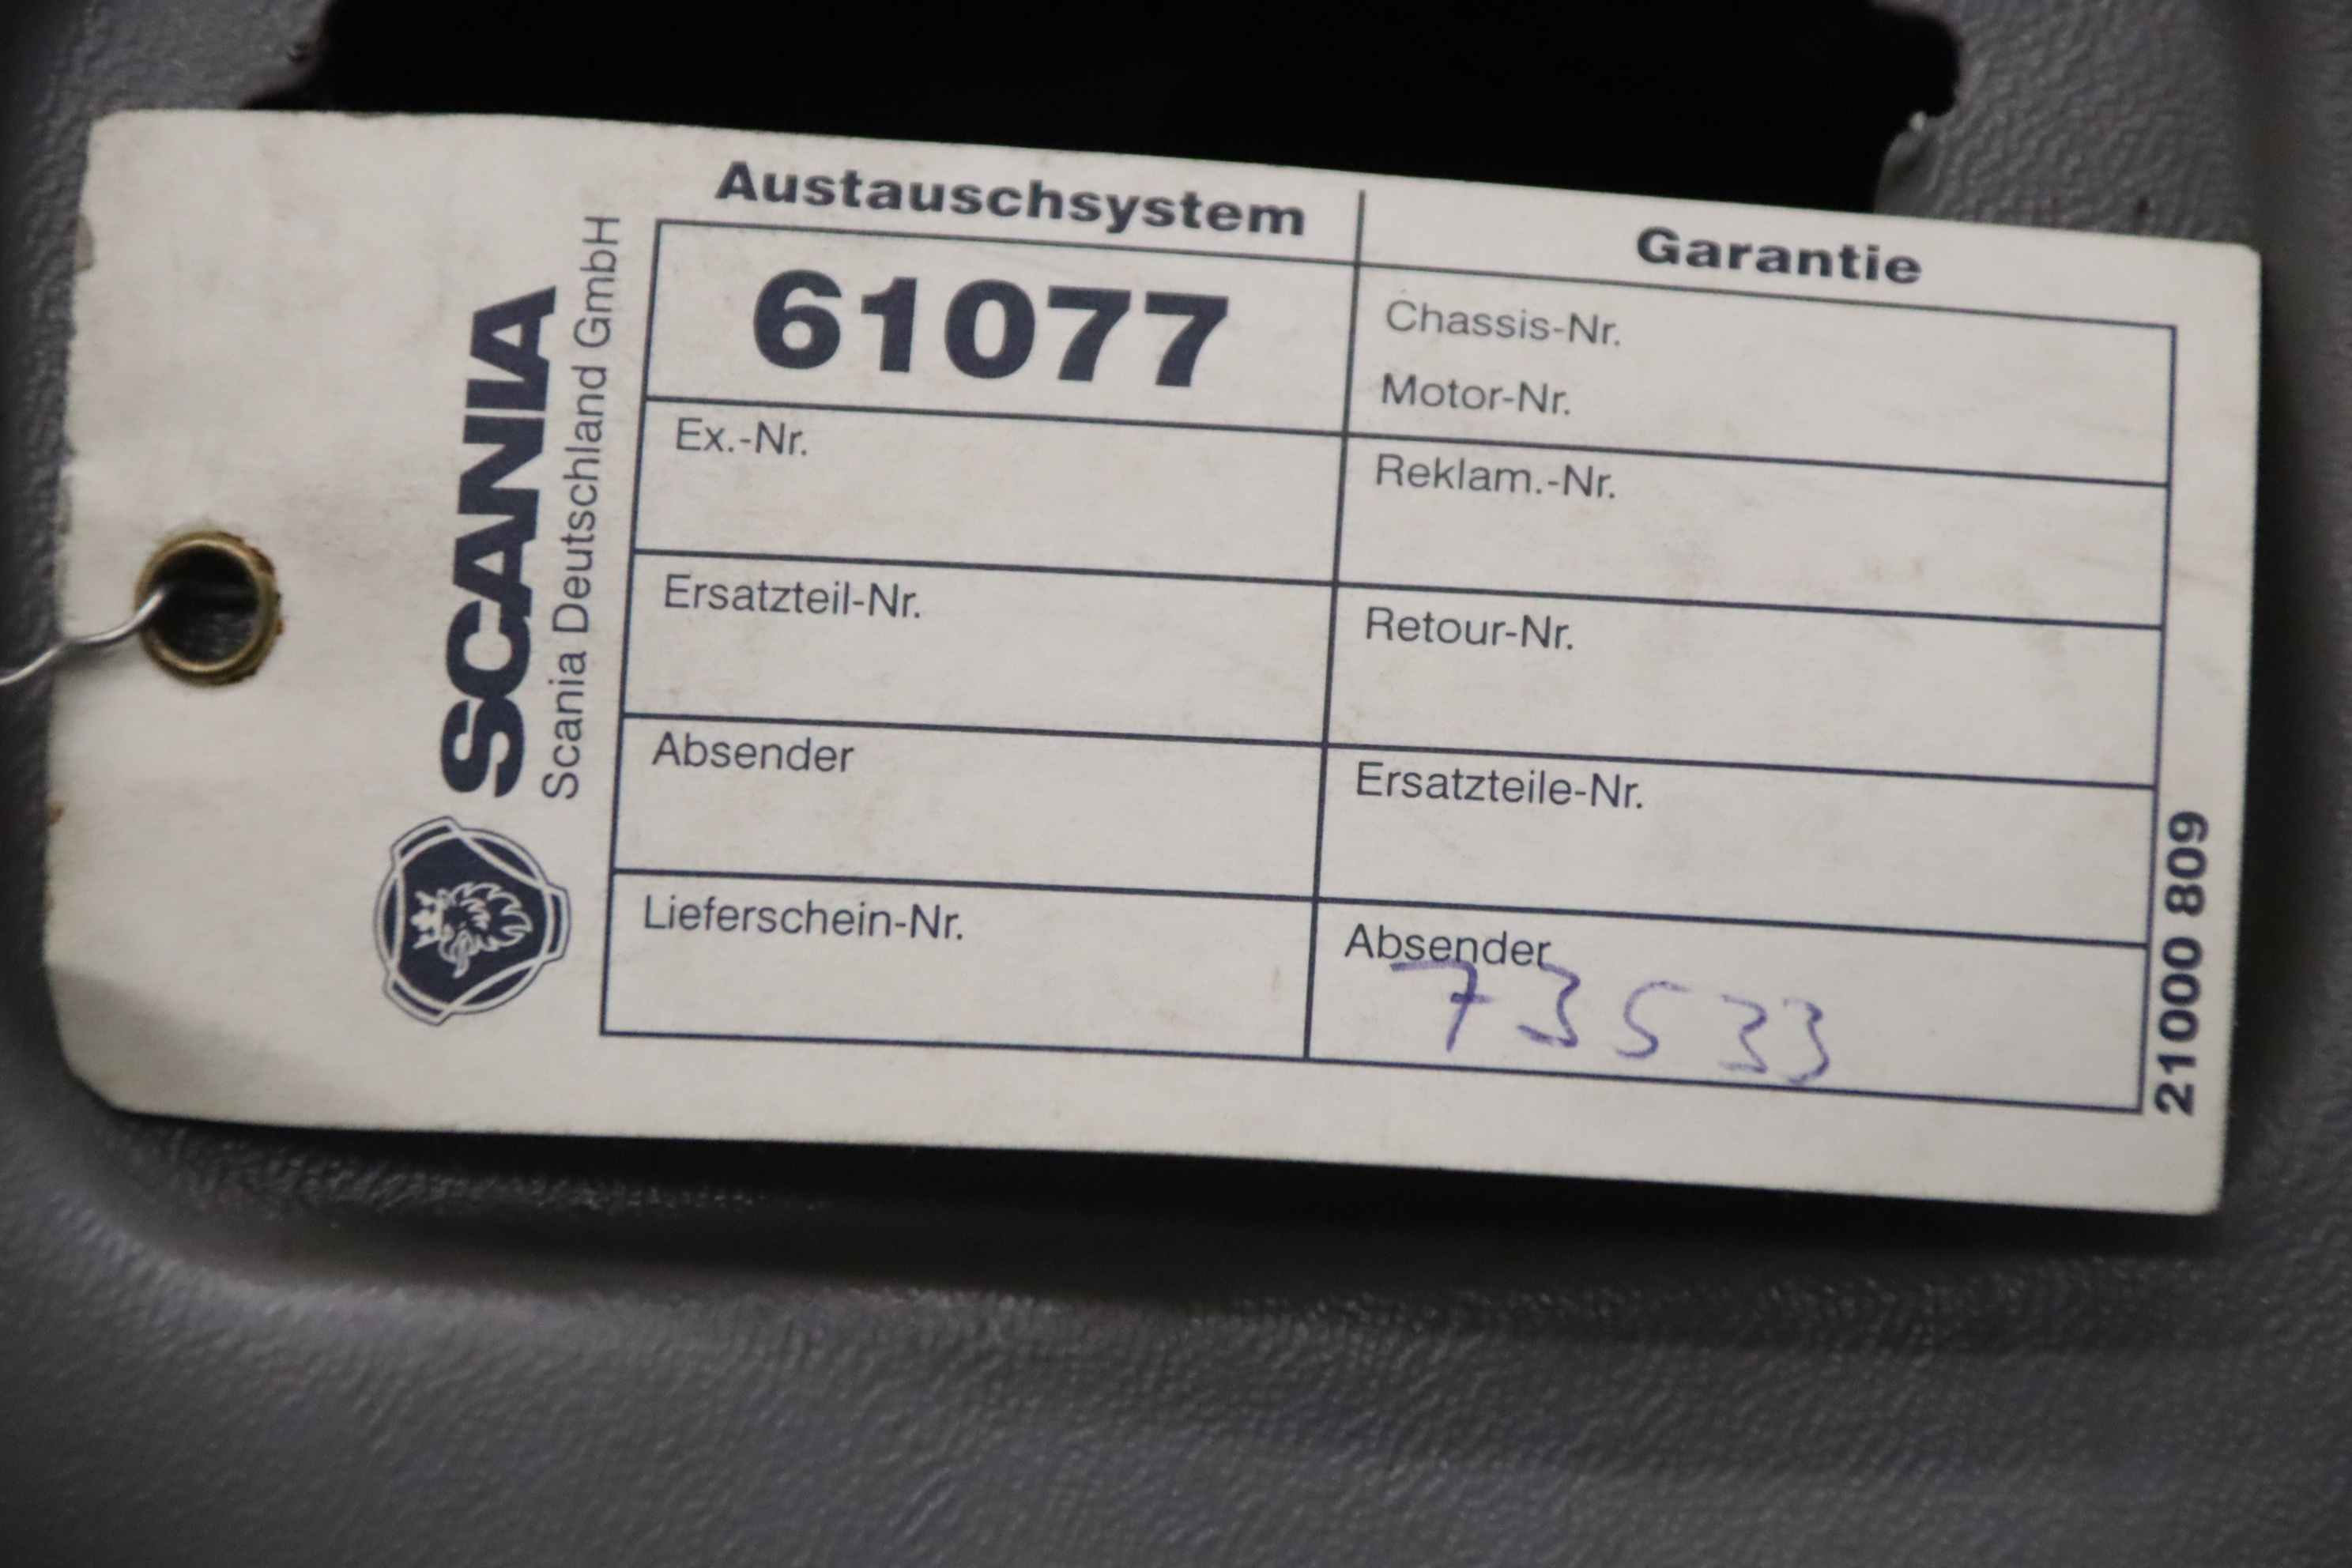 SCANIA
Scania Deutschland GmbH
Austauschsystem
61077
Ex.-Nr.
Ersatzteil-Nr.
Absender
Lieferschein-Nr.
Garantie
Chassis-Nr.
Motor-Nr.
Reklam.-Nr.
Retour-Nr.
Ersatzteile-Nr.
Absender
73533
21000 809